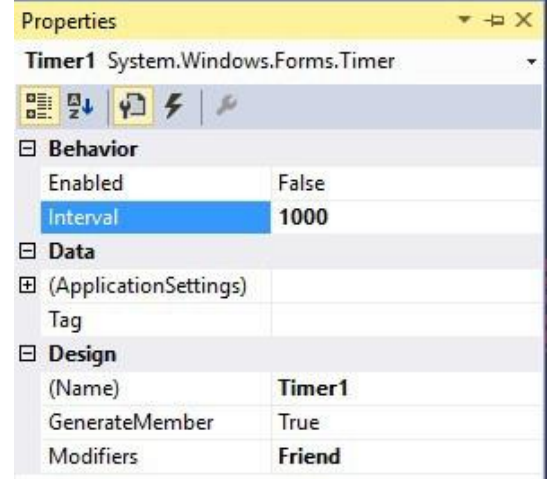 Properties
Timer1 System.Windows.Forms.Timer
Behavior
Enabled False
Interval 1000
Data
(ApplicationSettings)
Tag
Design
(Name) Timer1
GenerateMember True
Modifiers Friend